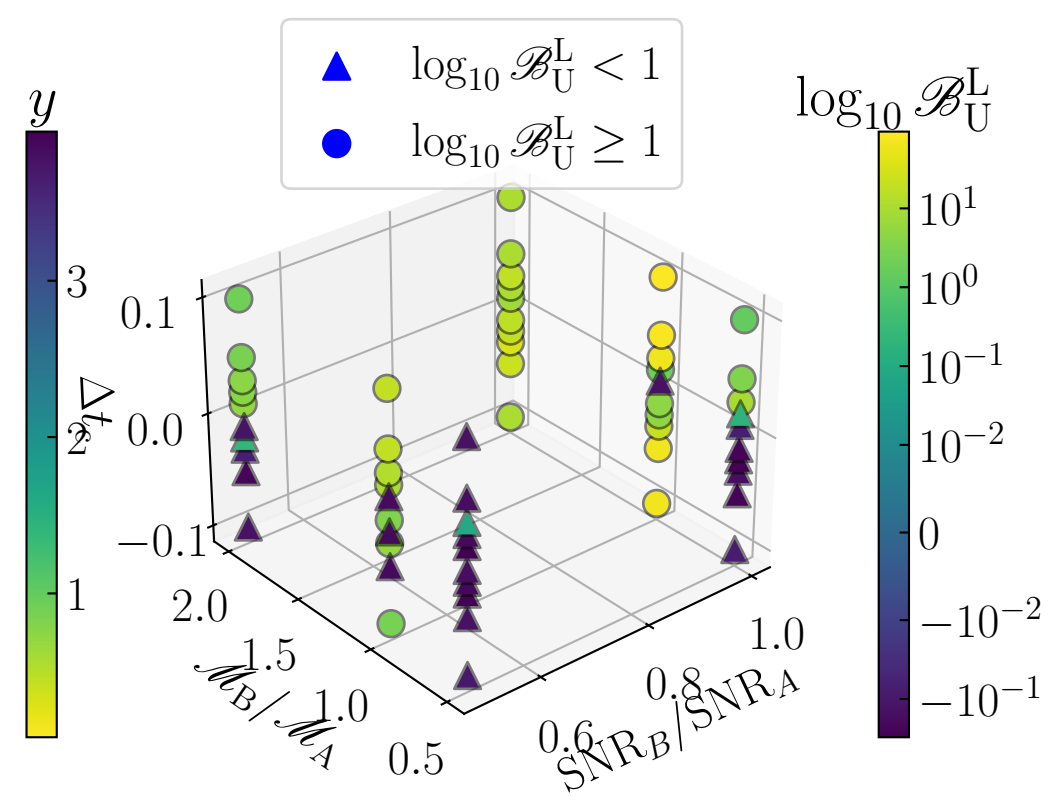 log₁₀ ℬᴸᵤ < 1
log₁₀ ℬᴸᵤ ≥ 1
y
3
2
1
log₁₀ ℬᴸᵤ
10¹
10⁰
10⁻¹
10⁻²
0
−10⁻²
−10⁻¹
Δt
0.1
0.0
−0.1
2.0
1.5
1.0
0.5
ℳ_B/ℳ_A
0.6
0.8
1.0
SNR_B/SNR_A